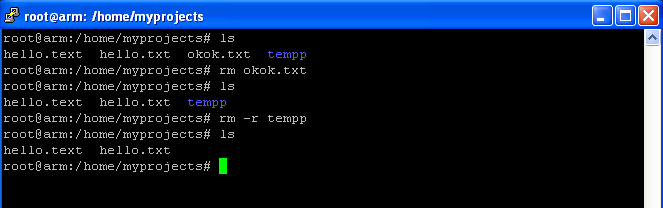 root@arm: /home/myprojects
root@arm:/home/myprojects# ls
hello.text  hello.txt  okok.txt  tempp
root@arm:/home/myprojects# rm okok.txt
root@arm:/home/myprojects# ls
hello.text  hello.txt  tempp
root@arm:/home/myprojects# rm -r tempp
root@arm:/home/myprojects# ls
hello.text  hello.txt
root@arm:/home/myprojects#